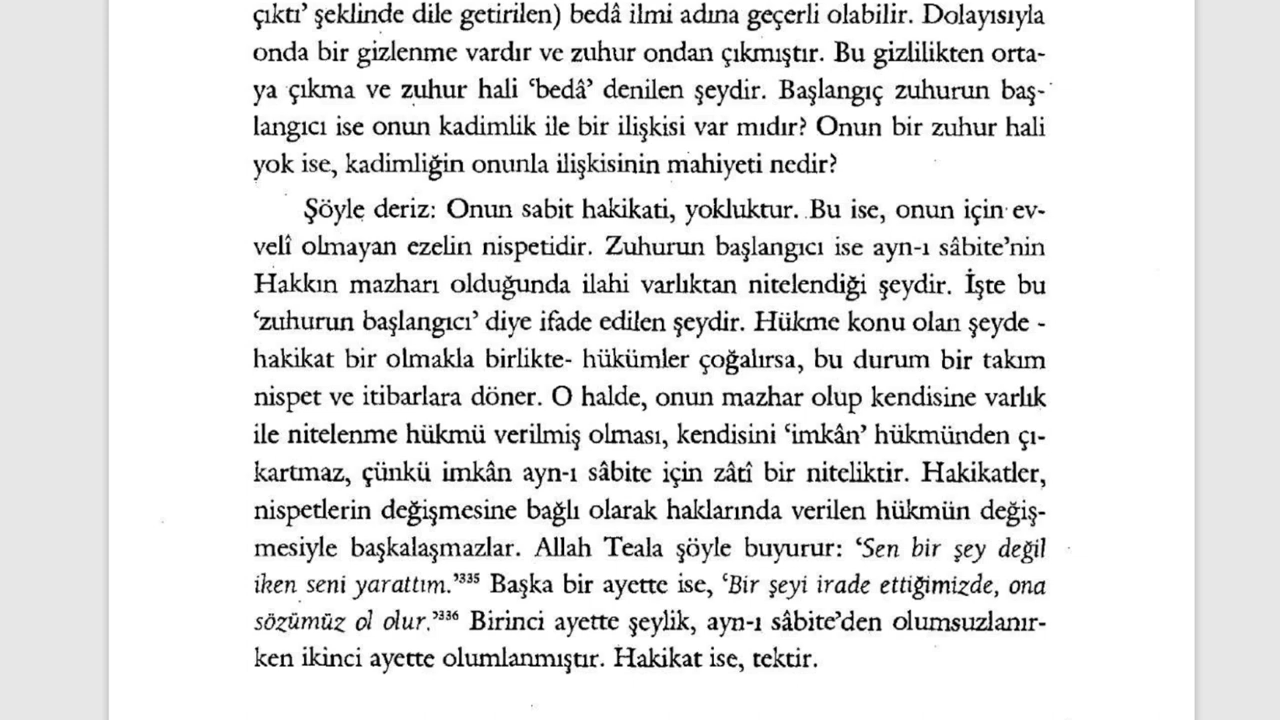 çıktı’ şeklinde dile getirilen) bedâ ilmi adına geçerli olabilir. Dolayısıyla
onda bir gizlenme vardır ve zuhur ondan çıkmıştır. Bu gizlilikten orta-
ya çıkma ve zuhur hali ‘bedâ’ denilen şeydir. Başlangıç zuhurun baş-
langıcı ise onun kadimlik ile bir ilişkisi var mıdır? Onun bir zuhur hali
yok ise, kadimliğin onunla ilişkisinin mahiyeti nedir?
Şöyle deriz: Onun sabit hakikati, yokluktur. Bu ise, onun için ev-
velî olmayan ezelin nispetidir. Zuhurun başlangıcı ise ayn-ı sâbite’nin
Hakkın mazharı olduğunda ilahi varlıktan nitelendiği şeydir. İşte bu
‘zuhurun başlangıcı’ diye ifade edilen şeydir. Hükme konu olan şeyde -
hakikat bir olmakla birlikte- hükümler çoğalırsa, bu durum bir takım
nispet ve itibarlara döner. O halde, onun mazhar olup kendisine varlık
ile nitelenme hükmü verilmiş olması, kendisini ‘imkân’ hükmünden çı-
kartmaz, çünkü imkân ayn-ı sâbite için zâtî bir niteliktir. Hakikatler,
nispetlerin değişmesine bağlı olarak haklarında verilen hükmün değiş-
mesiyle başkalaşmazlar. Allah Teala şöyle buyurur: ‘Sen bir şey değil
iken seni yarattım.’³³⁵ Başka bir ayette ise, ‘Bir şeyi irade ettiğimizde, ona
sözümüz ol olur.’³³⁶ Birinci ayette şeylik, ayn-ı sâbite’den olumsuzlanır-
ken ikinci ayette olumlanmıştır. Hakikat ise, tektir.